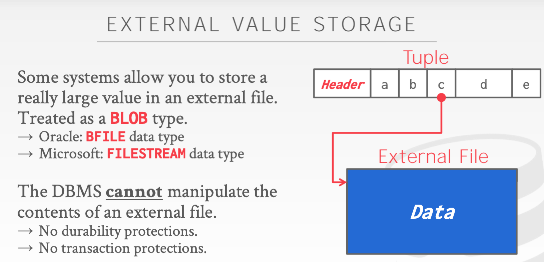 EXTERNAL VALUE STORAGE
Some systems allow you to store a
really large value in an external file.
Treated as a BLOB type.
→ Oracle: BFILE data type
→ Microsoft: FILESTREAM data type
The DBMS cannot manipulate the
contents of an external file.
→ No durability protections.
→ No transaction protections.
Tuple
Header a b c d e
External File
Data